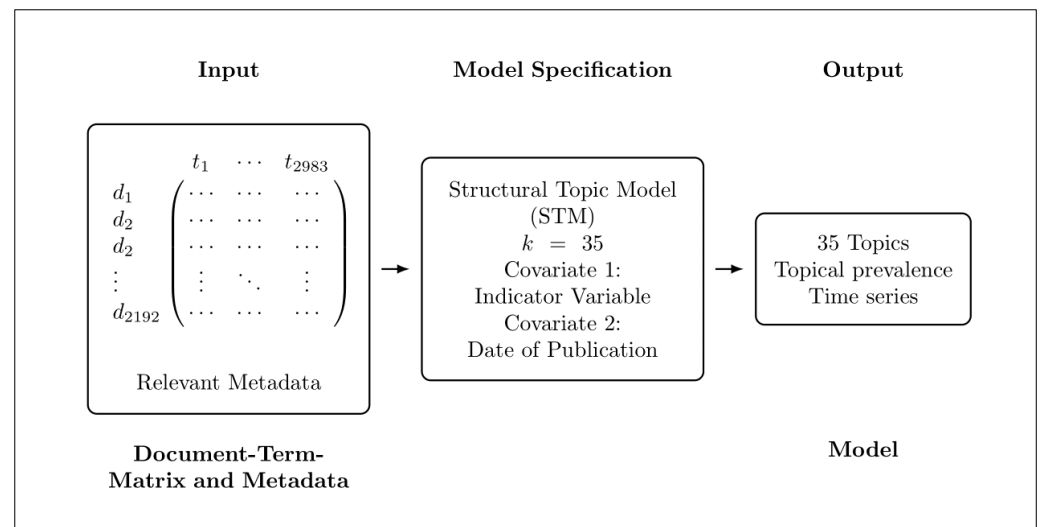 Input
Model Specification
Output
t1 ⋯ t2983
d1 ⋯ ⋯ ⋯
d2 ⋯ ⋯ ⋯
d2 ⋯ ⋯ ⋯
⋮ ⋮ ⋱ ⋮
d2192 ⋯ ⋯ ⋯
Relevant Metadata
Structural Topic Model
(STM)
k = 35
Covariate 1:
Indicator Variable
Covariate 2:
Date of Publication
35 Topics
Topical prevalence
Time series
Document-Term-
Matrix and Metadata
Model